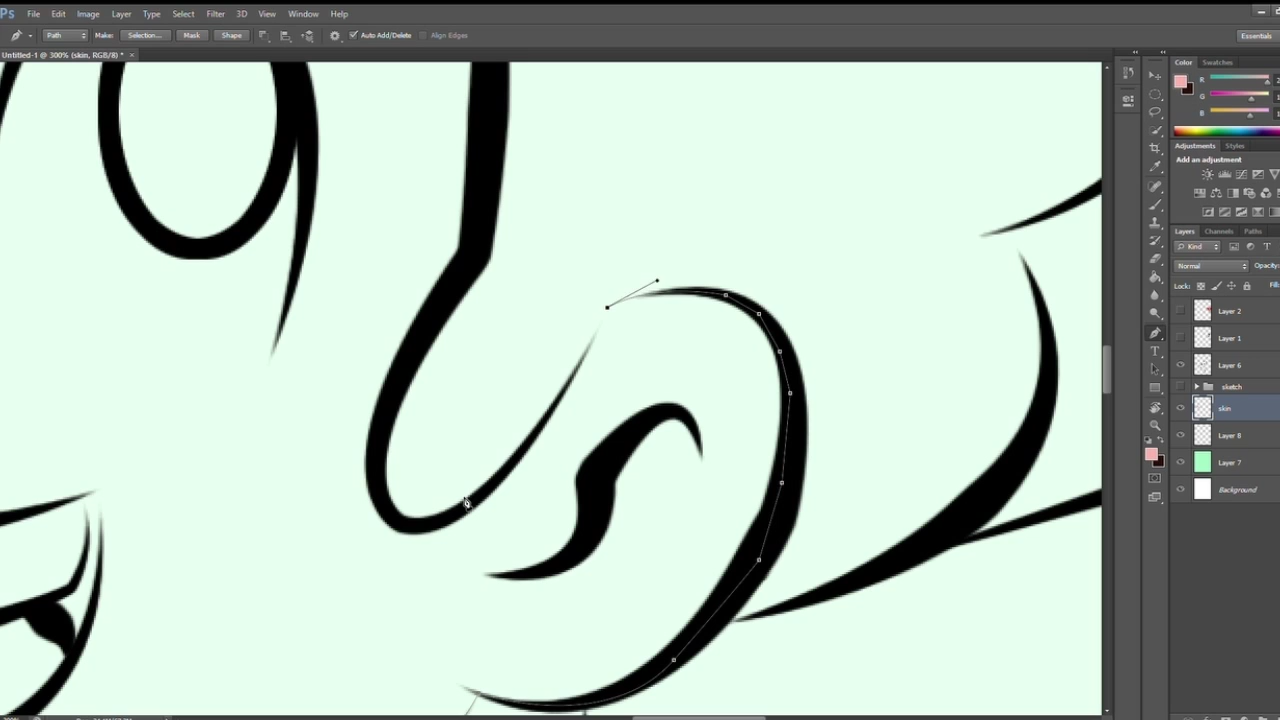 Ps File Edit Image Layer Type Select Filter 3D View Window Help
Path Make: Selection... Mask Shape Auto Add/Delete Align Edges Essentials
Untitled-1 @ 300% (skin, RGB/8) * ×
Color Swatches
R 2
G 1
B 1
Adjustments Styles
Add an adjustment
Layers Channels Paths
Kind
Normal Opacity:
Lock: Fill:
Layer 2
Layer 1
Layer 6
sketch
skin
Layer 8
Layer 7
Background